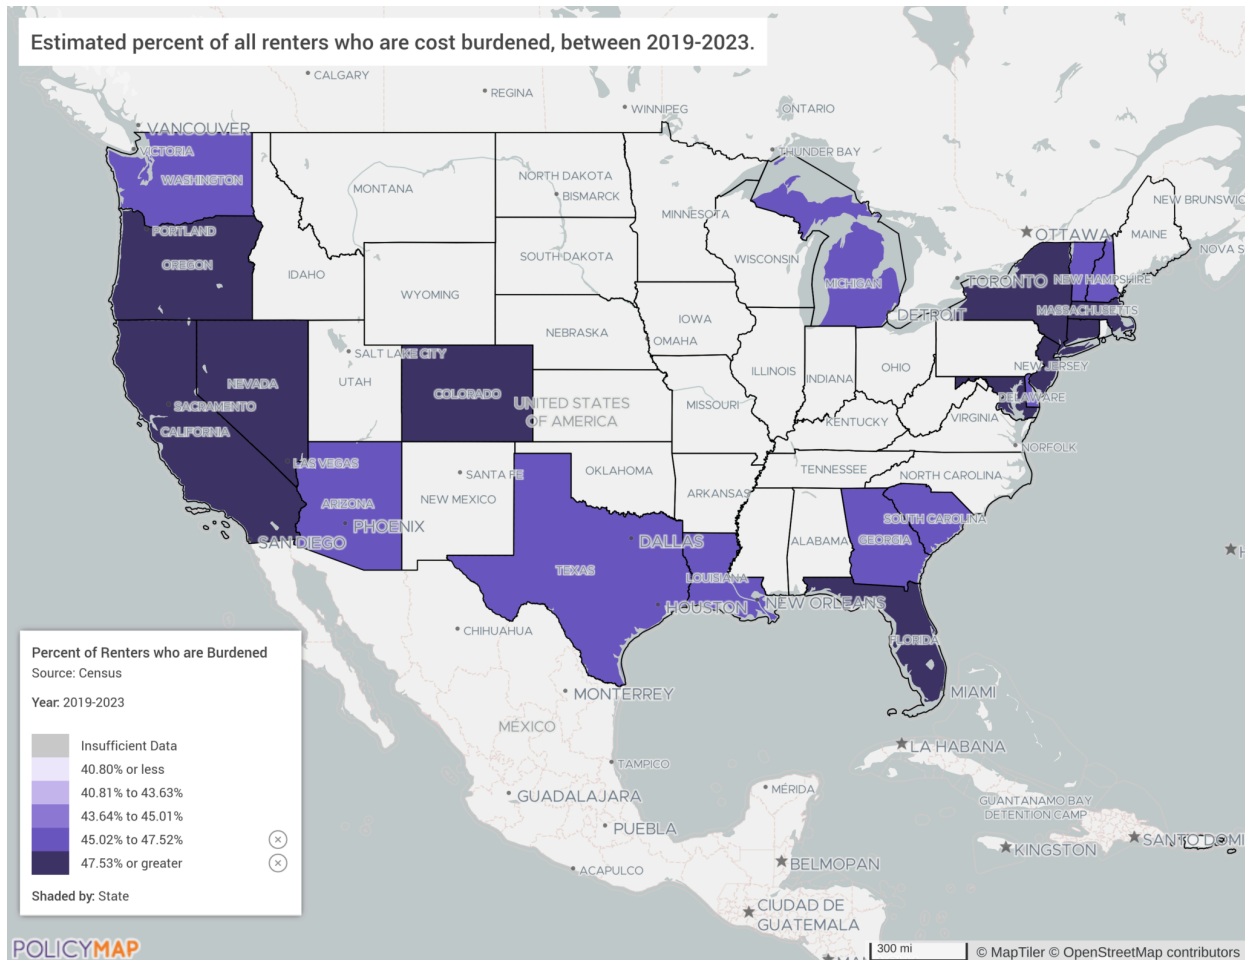 Estimated percent of all renters who are cost burdened, between 2019-2023.
CALGARY
REGINA
WINNIPEG
ONTARIO
VANCOUVER
VICTORIA
THUNDER BAY
WASHINGTON
MONTANA
NORTH DAKOTA
BISMARCK
MINNESOTA
NEW BRUNSWIC
PORTLAND
OTTAWA
MAINE
NOVA S
OREGON
IDAHO
SOUTH DAKOTA
WISCONSIN
MICHIGAN
TORONTO
NEW HAMPSHIRE
WYOMING
MASSACHUSETTS
DETROIT
IOWA
NEBRASKA
OMAHA
SALT LAKE CITY
NEVADA
UTAH
COLORADO
ILLINOIS
INDIANA
OHIO
NEW JERSEY
SACRAMENTO
UNITED STATES
OF AMERICA
MISSOURI
DELAWARE
CALIFORNIA
KENTUCKY
VIRGINIA
NORFOLK
LAS VEGAS
SANTA FE
OKLAHOMA
TENNESSEE
NORTH CAROLINA
ARIZONA
NEW MEXICO
ARKANSAS
PHOENIX
SOUTH CAROLINA
SAN DIEGO
DALLAS
ALABAMA
GEORGIA
TEXAS
LOUISIANA
HOUSTON
NEW ORLEANS
CHIHUAHUA
FLORIDA
MONTERREY
MIAMI
MÉXICO
LA HABANA
TAMPICO
GUADALAJARA
MÉRIDA
GUANTANAMO BAY
DETENTION CAMP
PUEBLA
KINGSTON
SANTO DOMI
ACAPULCO
BELMOPAN
CIUDAD DE
GUATEMALA
Percent of Renters who are Burdened
Source: Census
Year: 2019-2023
Insufficient Data
40.80% or less
40.81% to 43.63%
43.64% to 45.01%
45.02% to 47.52%
47.53% or greater
Shaded by: State
POLICYMAP
300 mi
© MapTiler © OpenStreetMap contributors